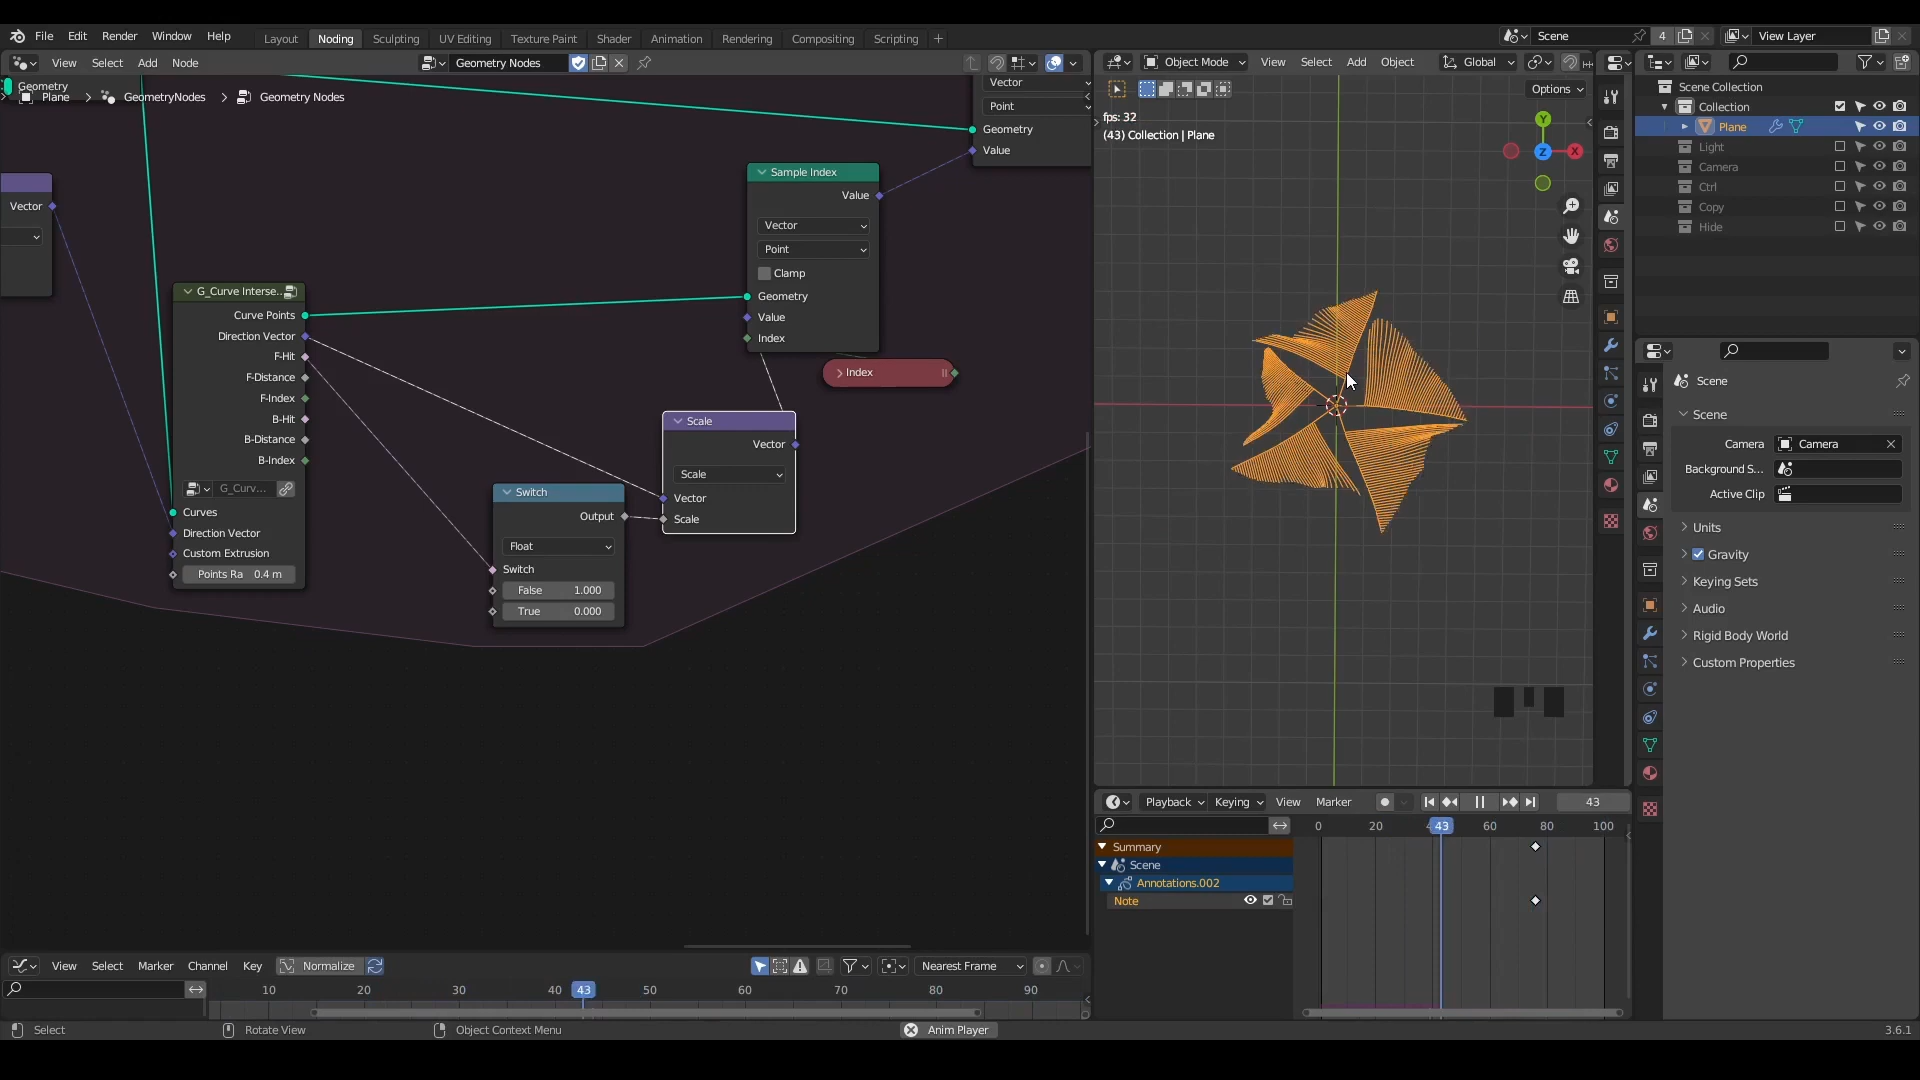 File Edit Render Window Help Layout Noding Sculpting UV Editing Texture Paint Shader Animation Rendering Compositing Scripting + Scene 4 View Layer
View Select Add Node Geometry Nodes Object Mode View Select Add Object Global
Geometry
Plane > GeometryNodes > Geometry Nodes
Options
fps: 32
(43) Collection | Plane
Y
X
Z
Vector
Point
Geometry
Value
Sample Index
Value
Vector
Point
Clamp
Geometry
Value
Index
Index
Vector
G_Curve Interse..
Curve Points
Direction Vector
F-Hit
F-Distance
F-Index
B-Hit
B-Distance
B-Index
G_Curv...
Curves
Direction Vector
Custom Extrusion
Points Ra 0.4 m
Switch
Output
Float
Switch
False 1.000
True 0.000
Scale
Vector
Scale
Vector
Scale
Scene Collection
Collection
Plane
Light
Camera
Ctrl
Copy
Hide
Scene
Scene
Camera Camera
Background S...
Active Clip
Units
Gravity
Keying Sets
Audio
Rigid Body World
Custom Properties
Playback Keying View Marker 43
0 20 43 60 80 100
Summary
Scene
Annotations.002
Note
View Select Marker Channel Key Normalize Nearest Frame
10 20 30 40 43 50 60 70 80 90
Select Rotate View Object Context Menu Anim Player 3.6.1